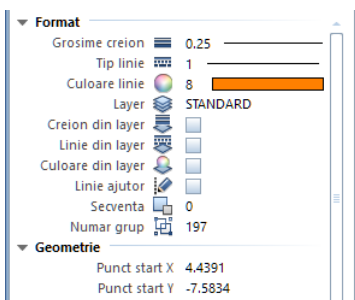 Format
Grosime creion 0.25
Tip linie 1
Culoare linie 8
Layer STANDARD
Creion din layer
Linie din layer
Culoare din layer
Linie ajutor
Secventa 0
Numar grup 197
Geometrie
Punct start X 4.4391
Punct start Y -7.5834